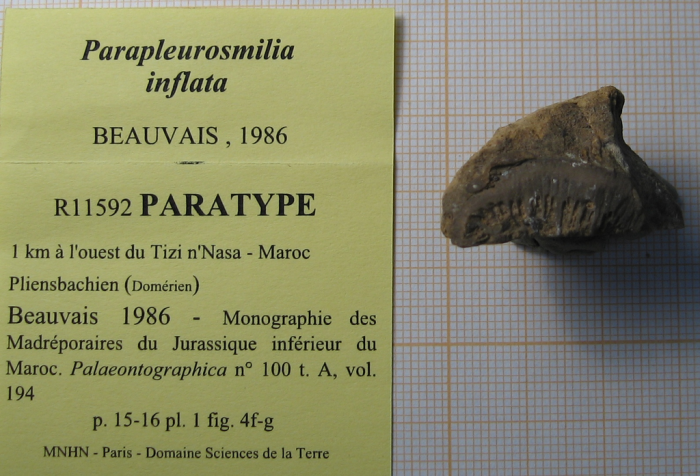 Parapleurosmilia
inflata
BEAUVAIS , 1986
R11592 PARATYPE
1 km à l'ouest du Tizi n'Nasa - Maroc
Pliensbachien (Domérien)
Beauvais 1986 - Monographie des
Madréporaires du Jurassique inférieur du
Maroc. Palaeontographica n° 100 t. A, vol.
194
p. 15-16 pl. 1 fig. 4f-g
MNHN - Paris - Domaine Sciences de la Terre